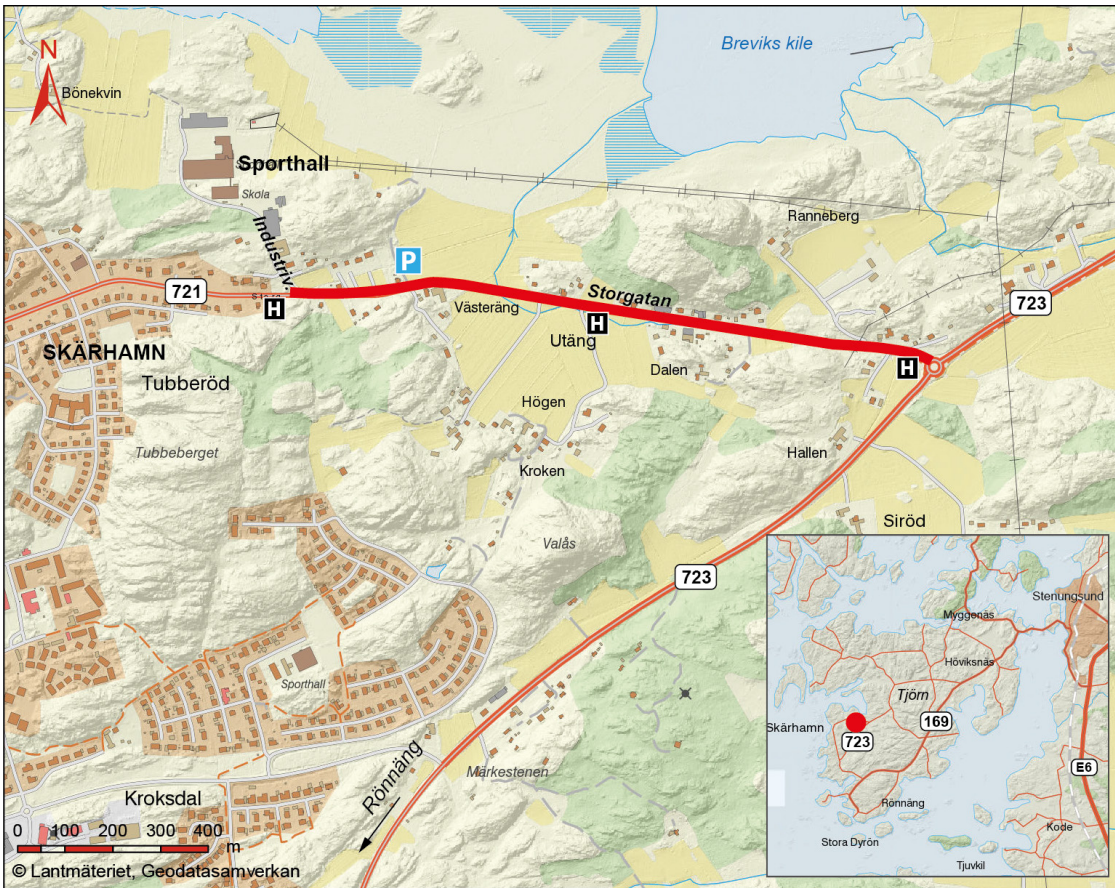 Breviks kile
N
Bönekvin
Sporthall
Skola
Ranneberg
Industriv.
P
721
H
Storgatan
723
Västeräng
H
Utäng
SKÄRHAMN
Tubberöd
Dalen
H
Högen
Tubbeberget
Kroken
Hallen
Siröd
Valås
723
Sporthall
Rönnäng
Märkestenen
Kroksdal
0 100 200 300 400
m
© Lantmäteriet, Geodatasamverkan
Stenungsund
Myggenäs
Höviksnäs
Tjörn
Skärhamn
169
723
E6
Rönnäng
Kode
Stora Dyrön
Tjuvkil